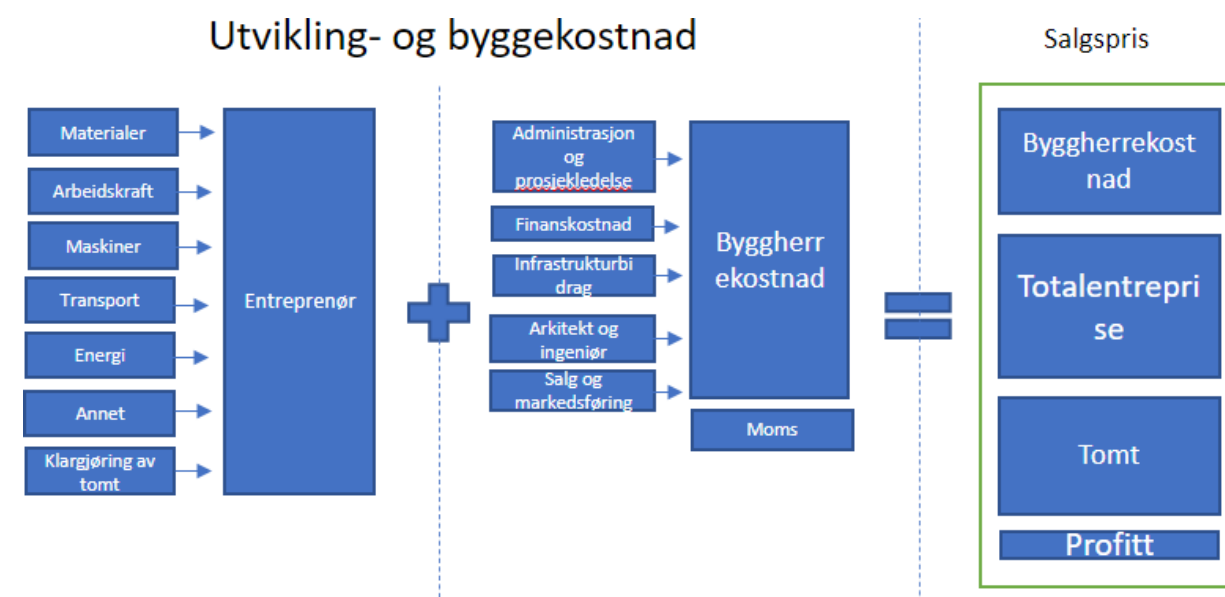 Utvikling- og byggekostnad
Salgspris
Materialer
Arbeidskraft
Maskiner
Transport
Energi
Annet
Klargjøring av
tomt
Entreprenør
Administrasjon
og
prosjekledelse
Finanskostnad
Infrastrukturbi
drag
Arkitekt og
ingeniør
Salg og
markedsføring
Byggherr
ekostnad
Moms
Byggherrekost
nad
Totalentrepri
se
Tomt
Profitt